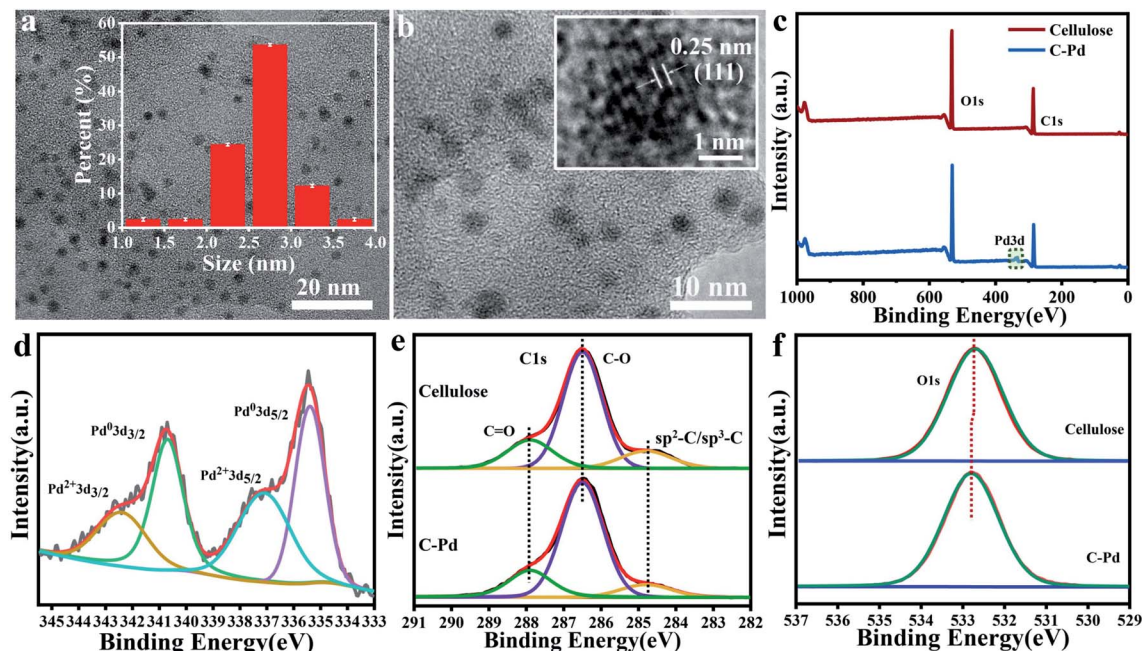 a
60
50
40
30
20
10
0
Percent (%)
1.0 1.5 2.0 2.5 3.0 3.5 4.0
Size (nm)
20 nm
b
0.25 nm
(111)
1 nm
10 nm
c
Cellulose
C-Pd
O1s
C1s
Pd3d
Intensity (a.u.)
1000 800 600 400 200 0
Binding Energy(eV)
d
Pd⁰3d5/2
Pd⁰3d3/2
Pd²⁺3d5/2
Pd²⁺3d3/2
Intensity(a.u.)
345 344 343 342 341 340 339 338 337 336 335 334 333
Binding Energy(eV)
e
C1s
C-O
Cellulose
C=O
sp²-C/sp³-C
C-Pd
Intensity(a.u.)
291 290 289 288 287 286 285 284 283 282
Binding Energy(eV)
f
O1s
Cellulose
C-Pd
Intensity(a.u.)
537 536 535 534 533 532 531 530 529
Binding Energy(eV)